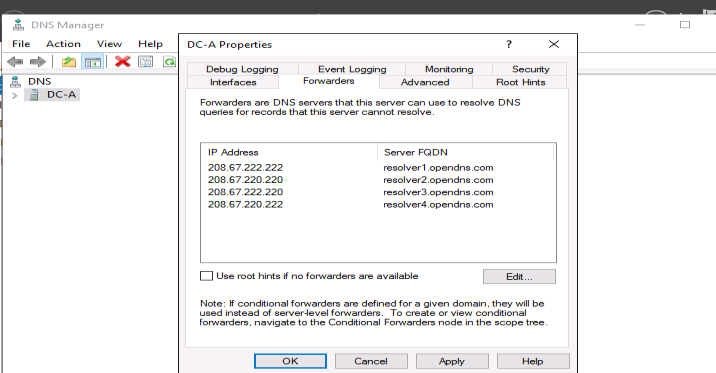 DNS Manager
File Action View Help
DNS
DC-A
DC-A Properties
?
Debug Logging Event Logging Monitoring Security
Interfaces Forwarders Advanced Root Hints
Forwarders are DNS servers that this server can use to resolve DNS
queries for records that this server cannot resolve.
IP Address Server FQDN
208.67.222.222 resolver1.opendns.com
208.67.220.220 resolver2.opendns.com
208.67.222.220 resolver3.opendns.com
208.67.220.222 resolver4.opendns.com
Use root hints if no forwarders are available
Edit...
Note: If conditional forwarders are defined for a given domain, they will be
used instead of server-level forwarders. To create or view conditional
forwarders, navigate to the Conditional Forwarders node in the scope tree.
OK Cancel Apply Help